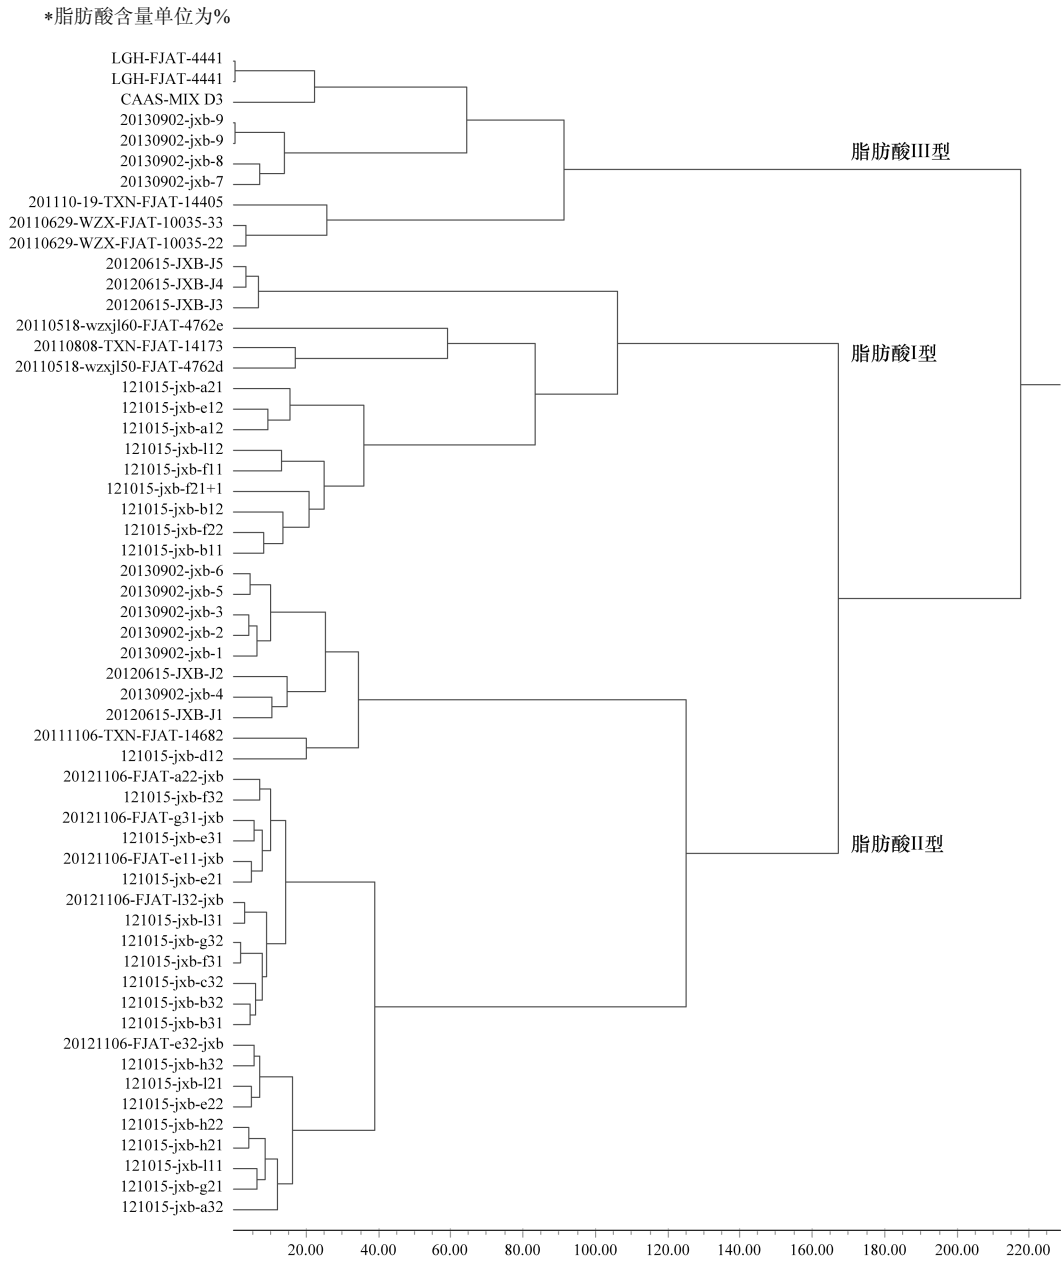 *脂肪酸含量单位为%
LGH-FJAT-4441
LGH-FJAT-4441
CAAS-MIX D3
20130902-jxb-9
20130902-jxb-9
20130902-jxb-8
20130902-jxb-7
脂肪酸III型
201110-19-TXN-FJAT-14405
20110629-WZX-FJAT-10035-33
20110629-WZX-FJAT-10035-22
20120615-JXB-J5
20120615-JXB-J4
20120615-JXB-J3
20110518-wzxjl60-FJAT-4762e
20110808-TXN-FJAT-14173
脂肪酸I型
20110518-wzxjl50-FJAT-4762d
121015-jxb-a21
121015-jxb-e12
121015-jxb-a12
121015-jxb-l12
121015-jxb-f11
121015-jxb-f21+1
121015-jxb-b12
121015-jxb-f22
121015-jxb-b11
20130902-jxb-6
20130902-jxb-5
20130902-jxb-3
20130902-jxb-2
20130902-jxb-1
20120615-JXB-J2
20130902-jxb-4
20120615-JXB-J1
20111106-TXN-FJAT-14682
121015-jxb-d12
20121106-FJAT-a22-jxb
121015-jxb-f32
20121106-FJAT-g31-jxb
121015-jxb-e31
脂肪酸II型
20121106-FJAT-e11-jxb
121015-jxb-e21
20121106-FJAT-l32-jxb
121015-jxb-l31
121015-jxb-g32
121015-jxb-f31
121015-jxb-c32
121015-jxb-b32
121015-jxb-b31
20121106-FJAT-e32-jxb
121015-jxb-h32
121015-jxb-l21
121015-jxb-e22
121015-jxb-h22
121015-jxb-h21
121015-jxb-l11
121015-jxb-g21
121015-jxb-a32
20.00 40.00 60.00 80.00 100.00 120.00 140.00 160.00 180.00 200.00 220.00